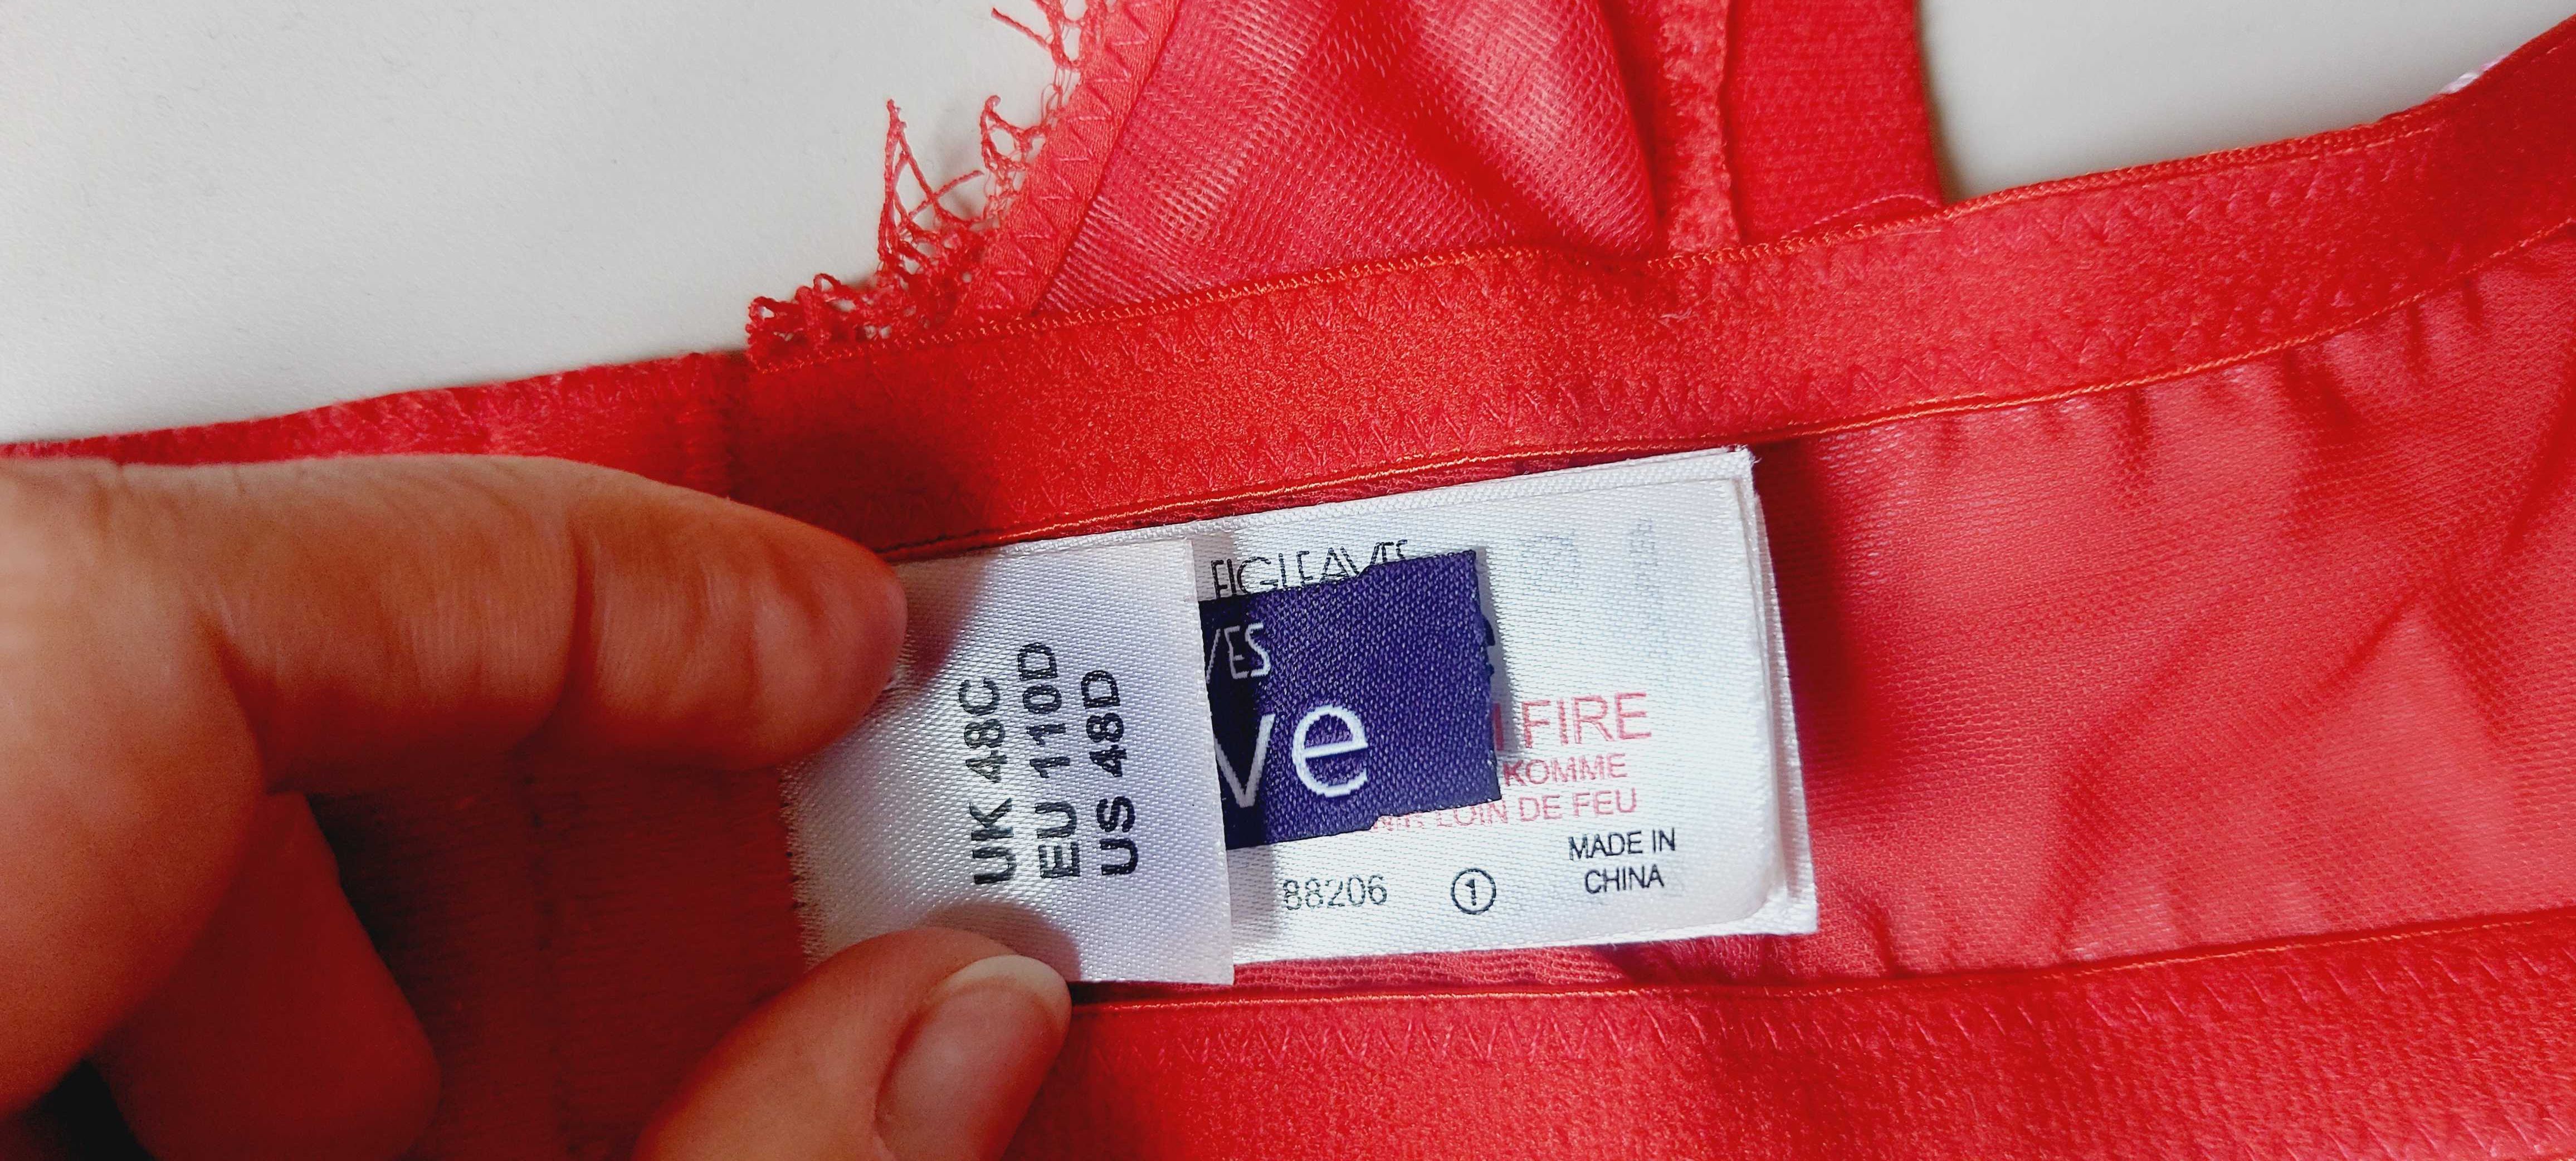 UK 48C
EU 110D
US 48D
FIGLEAVES
VES
ve
FIRE
KOMME
LOIN DE FEU
MADE IN
CHINA
88206
1